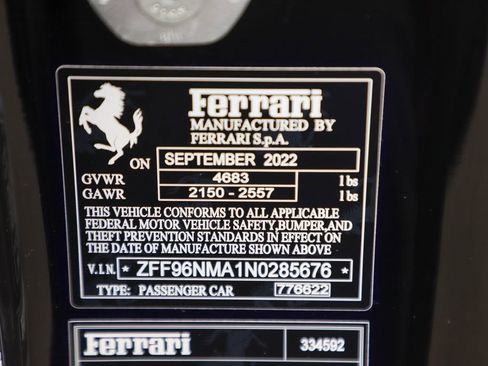 Ferrari
MANUFACTURED BY
FERRARI S.p.A.
ON SEPTEMBER 2022
GVWR 4683 lbs
GAWR 2150 - 2557 lbs
THIS VEHICLE CONFORMS TO ALL APPLICABLE
FEDERAL MOTOR VEHICLE SAFETY, BUMPER, AND
THEFT PREVENTION STANDARDS IN EFFECT ON
THE DATE OF MANUFACTURE SHOWN ABOVE
V.I.N. * ZFF96NMA1N0285676 *
TYPE: PASSENGER CAR 776622
Ferrari 334592